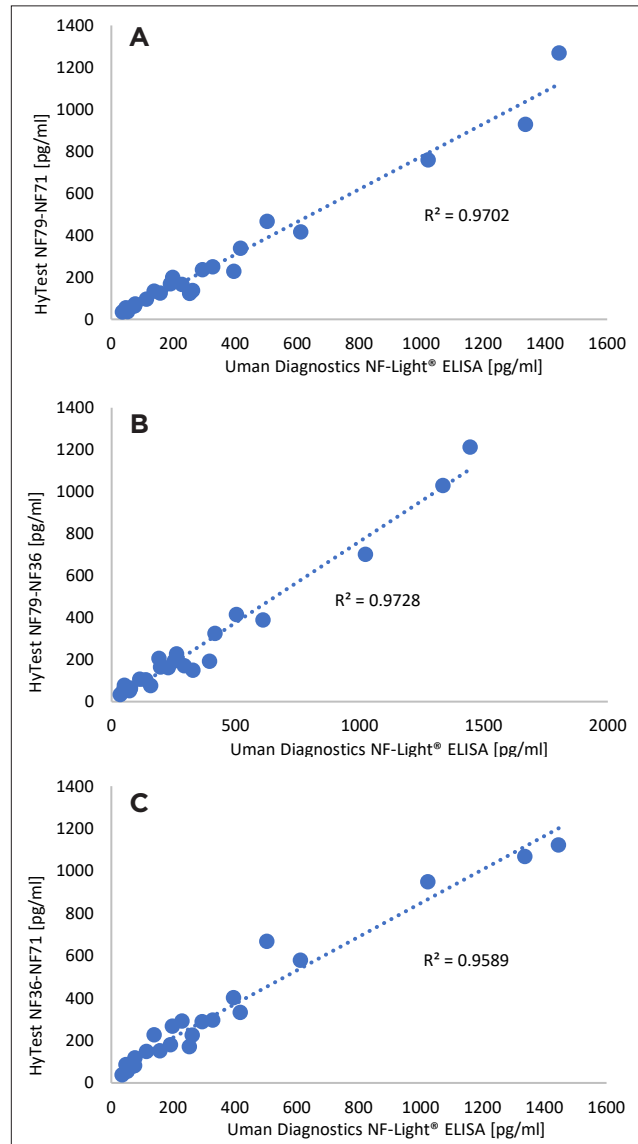 A
HyTest NF79-NF71 [pg/ml]
1400
1200
1000
800
600
400
200
0
R² = 0.9702
0 200 400 600 800 1000 1200 1400 1600
Uman Diagnostics NF-Light® ELISA [pg/ml]
B
HyTest NF79-NF36 [pg/ml]
1400
1200
1000
800
600
400
200
0
R² = 0.9728
0 500 1000 1500 2000
Uman Diagnostics NF-Light® ELISA [pg/ml]
C
HyTest NF36-NF71 [pg/ml]
1400
1200
1000
800
600
400
200
0
R² = 0.9589
0 200 400 600 800 1000 1200 1400 1600
Uman Diagnostics NF-Light® ELISA [pg/ml]